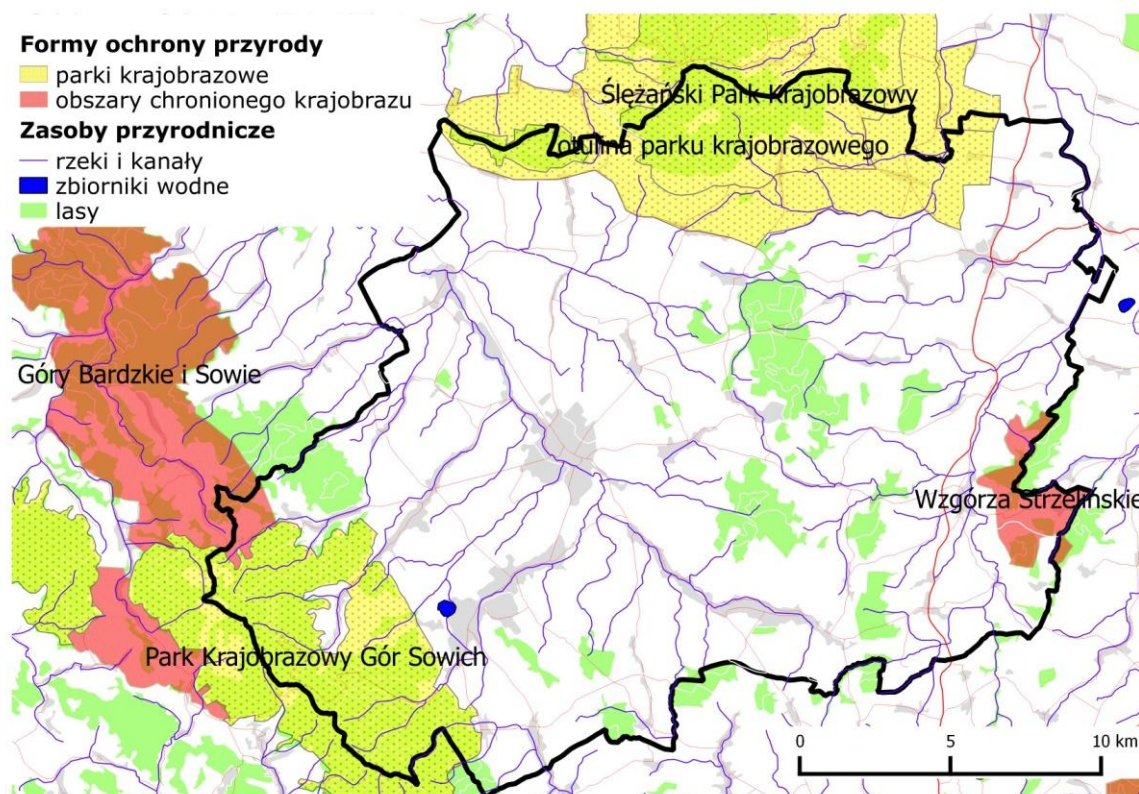 Formy ochrony przyrody
parki krajobrazowe
obszary chronionego krajobrazu
Zasoby przyrodnicze
rzeki i kanały
zbiorniki wodne
lasy
Ślężański Park Krajobrazowy
otulina parku krajobrazowego
Góry Bardzkie i Sowie
Wzgórza Strzelińskie
Park Krajobrazowy Gór Sowich
0 5 10 km